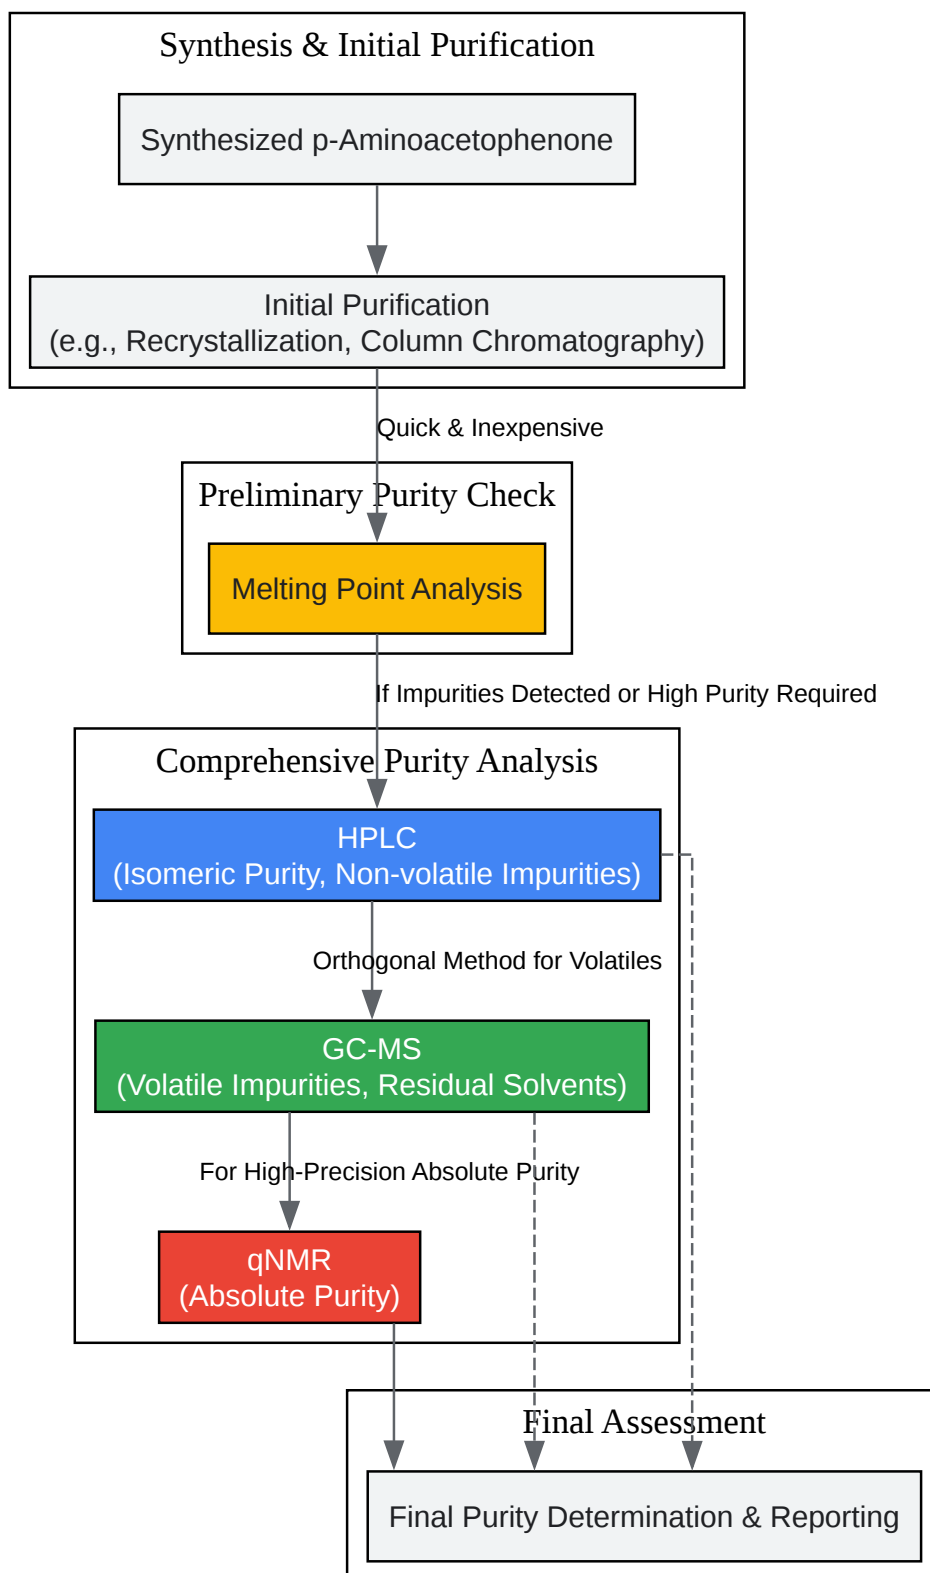 Synthesis & Initial Purification
Synthesized p-Aminoacetophenone
Initial Purification
(e.g., Recrystallization, Column Chromatography)
Quick & Inexpensive
Preliminary Purity Check
Melting Point Analysis
If Impurities Detected or High Purity Required
Comprehensive Purity Analysis
HPLC
(Isomeric Purity, Non-volatile Impurities)
Orthogonal Method for Volatiles
GC-MS
(Volatile Impurities, Residual Solvents)
For High-Precision Absolute Purity
qNMR
(Absolute Purity)
Final Assessment
Final Purity Determination & Reporting